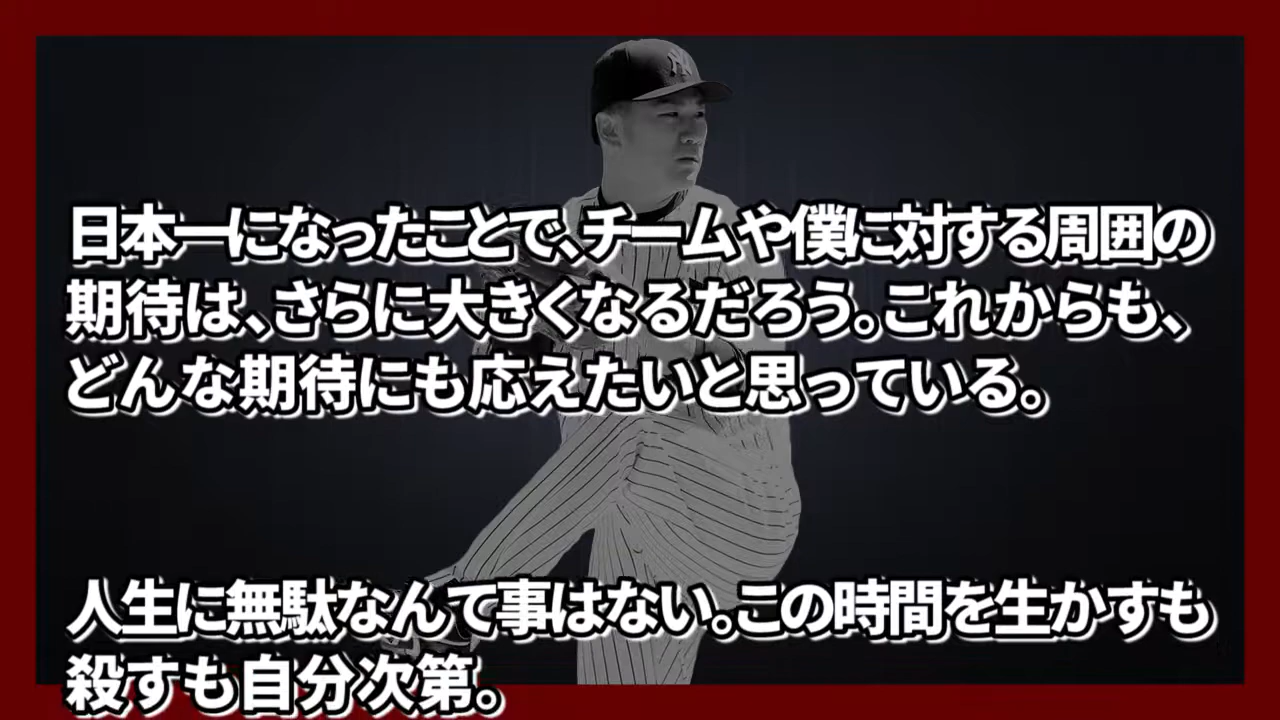 日本一になったことで、チームや僕に対する周囲の
期待は、さらに大きくなるだろう。これからも、
どんな期待にも応えたいと思っている。
人生に無駄なんて事はない。この時間を生かすも
殺すも自分次第。